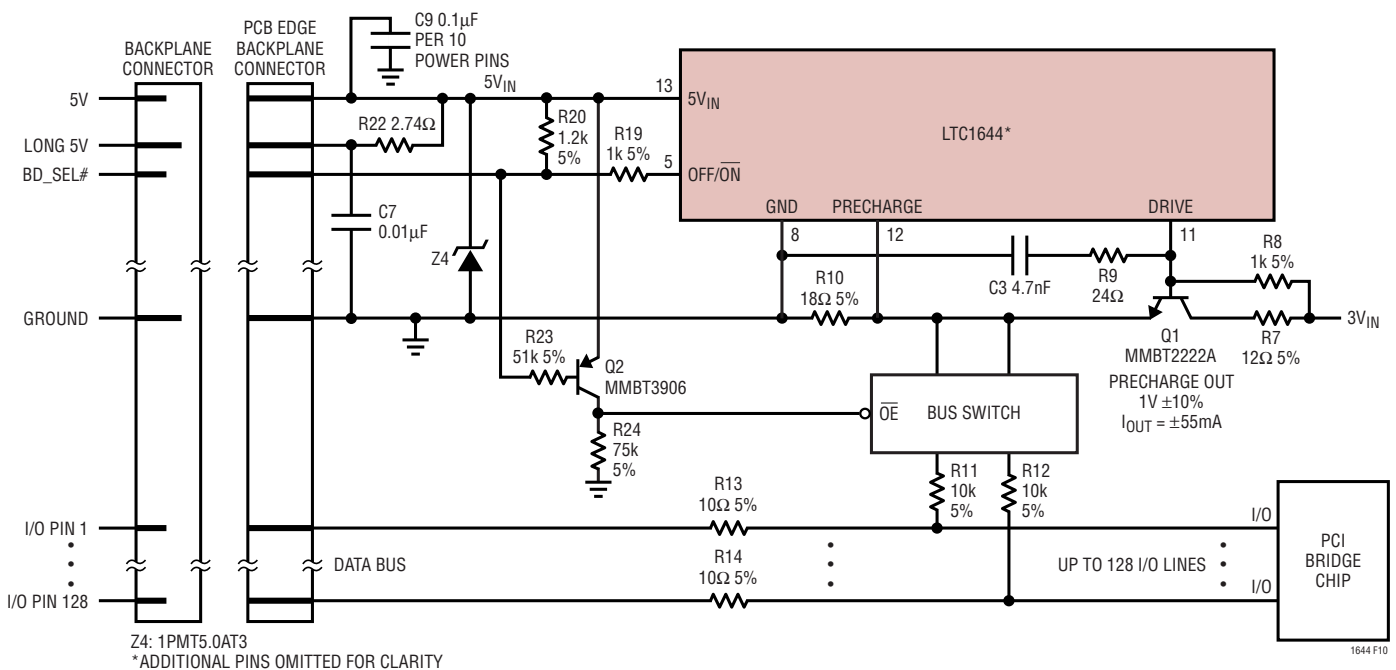 C9 0.1µF
PER 10
POWER PINS
BACKPLANE
CONNECTOR
PCB EDGE
BACKPLANE
CONNECTOR
5V
LONG 5V
BD_SEL#
GROUND
I/O PIN 1
I/O PIN 128
5VIN
R22 2.74Ω
R20
1.2k
5%
R19
1k 5%
C7
0.01µF
Z4
13
5VIN
5
OFF/ON
LTC1644*
GND
8
PRECHARGE
12
DRIVE
11
R10
18Ω 5%
C3 4.7nF
R9
24Ω
R8
1k 5%
3VIN
R7
12Ω 5%
Q1
MMBT2222A
PRECHARGE OUT
1V ±10%
IOUT = ±55mA
R23
51k 5%
Q2
MMBT3906
R24
75k
5%
OE
BUS SWITCH
R11
10k
5%
R12
10k
5%
R13
10Ω 5%
R14
10Ω 5%
DATA BUS
UP TO 128 I/O LINES
I/O
I/O
PCI
BRIDGE
CHIP
Z4: 1PMT5.0AT3
*ADDITIONAL PINS OMITTED FOR CLARITY
1644 F10